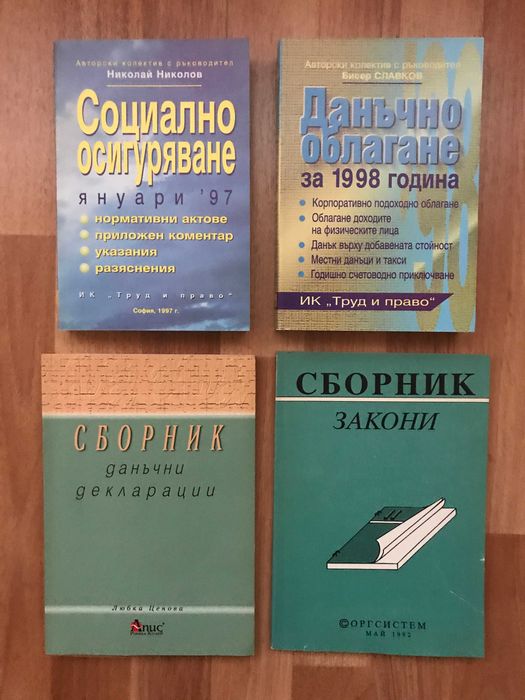 Авторски колектив с ръководител
Николай Николов
Социално
осигуряване
януари '97
нормативни актове
приложен коментар
указания
разяснения
ИК „Труд и право"
София, 1997 г.
Авторски колектив с ръководител
Бисер СЛАВКОВ
Данъчно
облагане
за 1998 година
Корпоративно подоходно облагане
Облагане доходите
на физическите лица
Данък върху добавената стойност
Местни данъци и такси
Годишно счетоводно приключване
ИК „Труд и право"
СБОРНИК
данъчни
декларации
Любка Ценова
Апис
СБОРНИК
ЗАКОНИ
©ОРГСИСТЕМ
МАЙ 1992